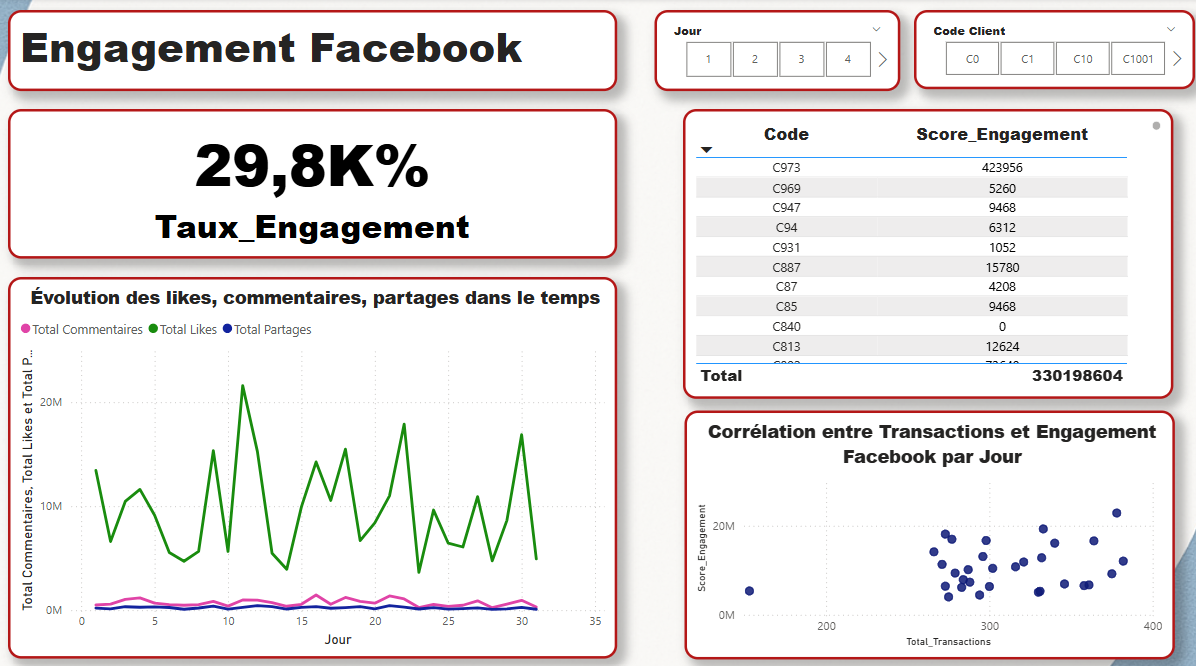 Engagement Facebook
Jour
1 2 3 4
Code Client
C0 C1 C10 C1001
29,8K%
Taux_Engagement
Code Score_Engagement
C973 423956
C969 5260
C947 9468
C94 6312
C931 1052
C887 15780
C87 4208
C85 9468
C840 0
C813 12624
Total 330198604
Évolution des likes, commentaires, partages dans le temps
Total Commentaires Total Likes Total Partages
Total Commentaires, Total Likes et Total P...
20M
10M
0M
0 5 10 15 20 25 30 35
Jour
Corrélation entre Transactions et Engagement
Facebook par Jour
Score_Engagement
20M
0M
200 300 400
Total_Transactions